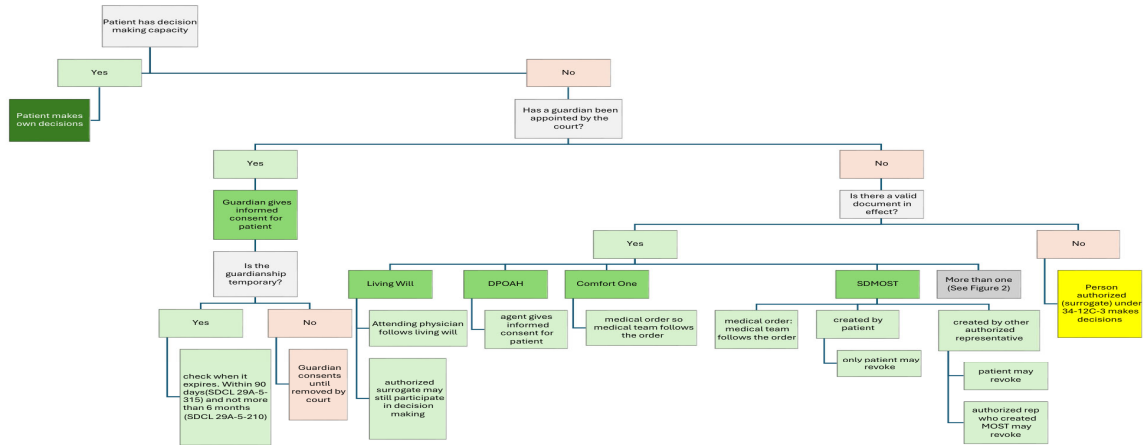 Patient has decision
making capacity
Yes
No
Patient makes
own decisions
Has a guardian been
appointed by the
court?
Yes
No
Guardian gives
informed
consent for
patient
Is there a valid
document in
effect?
Yes
No
Is the
guardianship
temporary?
Living Will
DPOAH
Comfort One
SDMOST
More than one
(See Figure 2)
Person
authorized
(surrogate) under
34-12C-3 makes
decisions
Yes
No
Attending physician
follows living will
agent gives
informed
consent for
patient
medical order so
medical team follows
the order
medical order:
medical team
follows the order
created by
patient
created by other
authorized
representative
check when it
expires. Within 90
days(SDCL 29A-5-
315) and not more
than 6 months
(SDCL 29A-5-210)
Guardian
consents
until
removed by
court
authorized
surrogate may
still participate
in decision
making
only patient may
revoke
patient may
revoke
authorized rep
who created
MOST may
revoke